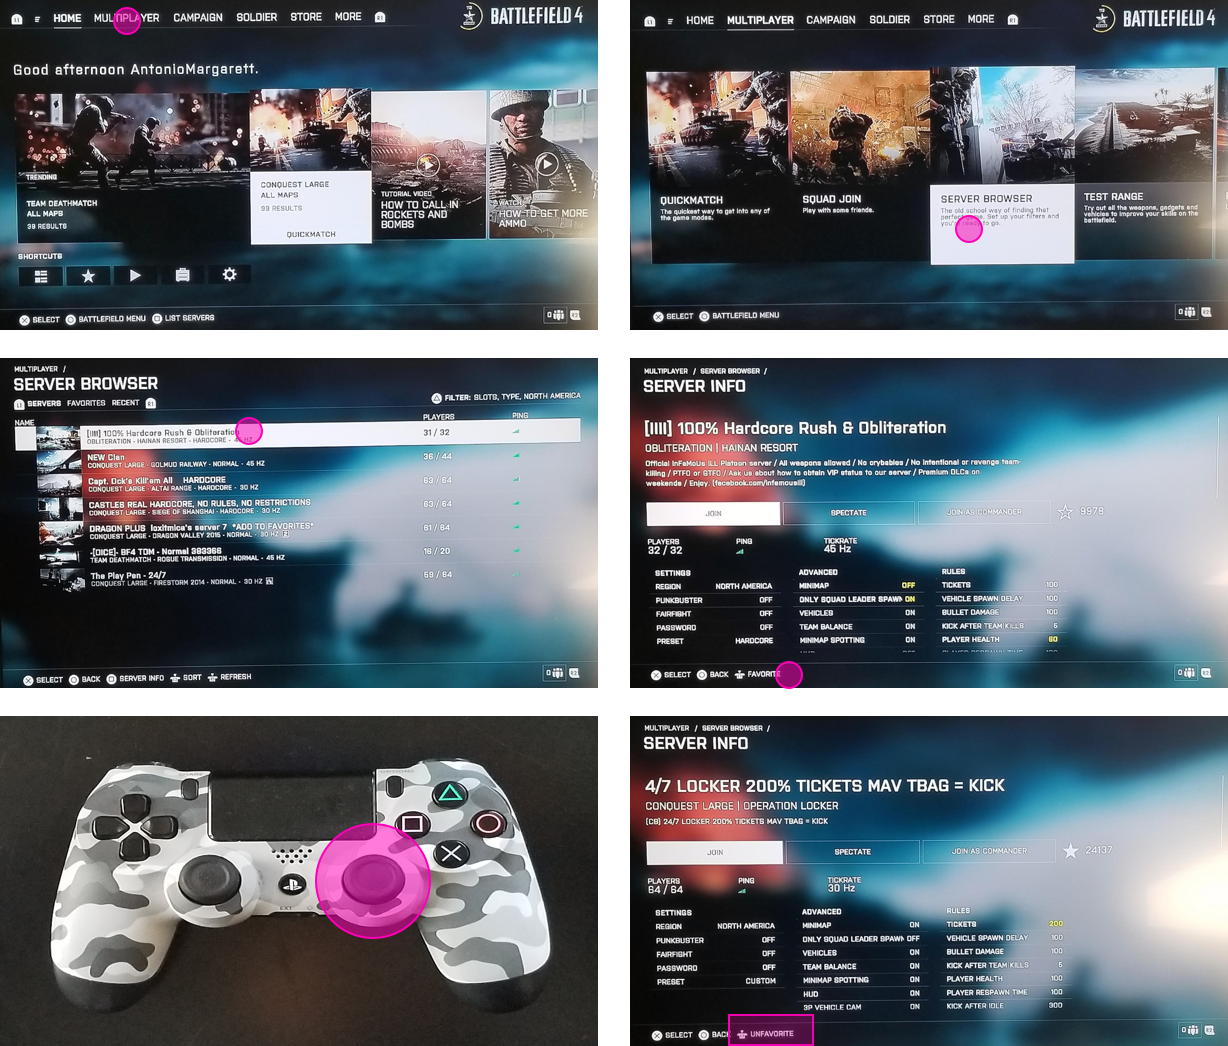 HOME MULTIPLAYER CAMPAIGN SOLDIER STORE MORE
BATTLEFIELD 4
Good afternoon AntonioMargarett.
TRENDING
TEAM DEATHMATCH
ALL MAPS
39 RESULTS
CONQUEST LARGE
ALL MAPS
99 RESULTS
QUICKMATCH
TUTORIAL VIDEO
HOW TO CALL IN
ROCKETS AND
BOMBS
WATCH
HOW TO GET MORE
AMMO
SHORTCUTS
SELECT BATTLEFIELD MENU LIST SERVERS
0
HOME MULTIPLAYER CAMPAIGN SOLDIER STORE MORE
BATTLEFIELD 4
QUICKMATCH
The quickest way to get into any of
the game modes.
SQUAD JOIN
Play with some friends.
SERVER BROWSER
The old school way of finding that
Set up your filters and
to go.
TEST RANGE
Try out all the weapons, gadgets and
vehicles to improve your skills on the
battlefield.
SELECT BATTLEFIELD MENU
0
MULTIPLAYER /
SERVER BROWSER
L1 SERVERS FAVORITES RECENT R1
FILTER: SLOTS, TYPE, NORTH AMERICA
NAME PLAYERS PING
[IIII] 100% Hardcore Rush & Obliteration 31 / 32
OBLITERATION - HAINAN RESORT - HARDCORE - 45 HZ
NEW Clan 36 / 44
CONQUEST LARGE - GOLMUD RAILWAY - NORMAL - 45 HZ
Capt. Dck's Kill'em All HARDCORE 63 / 64
CONQUEST LARGE - ALTAI RANGE - HARDCORE - 30 HZ
CASTLES REAL HARDCORE, NO RULES, NO RESTRICTIONS 63 / 64
CONQUEST LARGE - SIEGE OF SHANGHAI - HARDCORE - 30 HZ
DRAGON PLUS loxitmica's server 7 *ADD TO FAVORITES* 61 / 64
CONQUEST LARGE - DRAGON VALLEY 2015 - NORMAL - 30 HZ
-[DICE]- BF4 TDM - Normal 383366 16 / 20
TEAM DEATHMATCH - ROGUE TRANSMISSION - NORMAL - 45 HZ
The Play Pen - 24/7 59 / 64
CONQUEST LARGE - FIRESTORM 2014 - NORMAL - 30 HZ
SELECT BACK SERVER INFO SORT REFRESH
0
MULTIPLAYER / SERVER BROWSER /
SERVER INFO
[IIII] 100% Hardcore Rush & Obliteration
OBLITERATION | HAINAN RESORT
Official InFaMoUs ILL Platoon server / All weapons allowed / No crybabies / No intentional or revenge team-
killing / PTFO or GTFO / Ask us about how to obtain VIP status to our server / Premium DLCs on
weekends / Enjoy. (facebook.com/infamousill)
JOIN SPECTATE JOIN AS COMMANDER 9978
PLAYERS PING TICKRATE
32 / 32 45 Hz
SETTINGS ADVANCED RULES
REGION NORTH AMERICA MINIMAP OFF TICKETS 100
PUNKBUSTER OFF ONLY SQUAD LEADER SPAWN ON VEHICLE SPAWN DELAY 100
FAIRFIGHT OFF VEHICLES ON BULLET DAMAGE 100
PASSWORD OFF TEAM BALANCE ON KICK AFTER TEAM KILLS 5
PRESET HARDCORE MINIMAP SPOTTING ON PLAYER HEALTH 60
HUD OFF PLAYER RESPAWN TIME 100
SELECT BACK FAVORITE
0
SHARE OPTIONS
EXT
MULTIPLAYER / SERVER BROWSER /
SERVER INFO
4/7 LOCKER 200% TICKETS MAV TBAG = KICK
CONQUEST LARGE | OPERATION LOCKER
[CB] 24/7 LOCKER 200% TICKETS MAV TBAG = KICK
JOIN SPECTATE JOIN AS COMMANDER 24137
PLAYERS PING TICKRATE
64 / 64 30 Hz
SETTINGS ADVANCED RULES
REGION NORTH AMERICA MINIMAP ON TICKETS 200
PUNKBUSTER OFF ONLY SQUAD LEADER SPAWN OFF VEHICLE SPAWN DELAY 100
FAIRFIGHT OFF VEHICLES ON BULLET DAMAGE 100
PASSWORD OFF TEAM BALANCE ON KICK AFTER TEAM KILLS 5
PRESET CUSTOM MINIMAP SPOTTING ON PLAYER HEALTH 100
HUD ON PLAYER RESPAWN TIME 100
3P VEHICLE CAM ON KICK AFTER IDLE 300
SELECT BACK UNFAVORITE
0